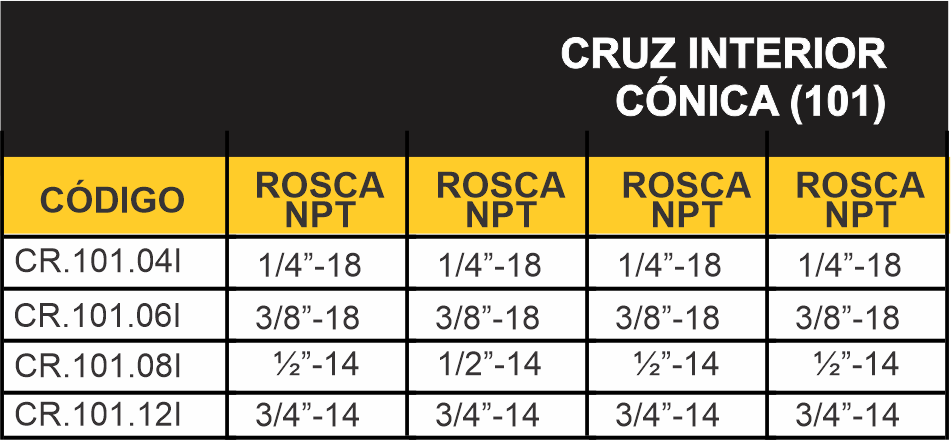 CRUZ INTERIOR
CÓNICA (101)
CÓDIGO ROSCA NPT ROSCA NPT ROSCA NPT ROSCA NPT
CR.101.04I 1/4”-18 1/4”-18 1/4”-18 1/4”-18
CR.101.06I 3/8”-18 3/8”-18 3/8”-18 3/8”-18
CR.101.08I ½”-14 1/2”-14 ½”-14 ½”-14
CR.101.12I 3/4”-14 3/4”-14 3/4”-14 3/4”-14